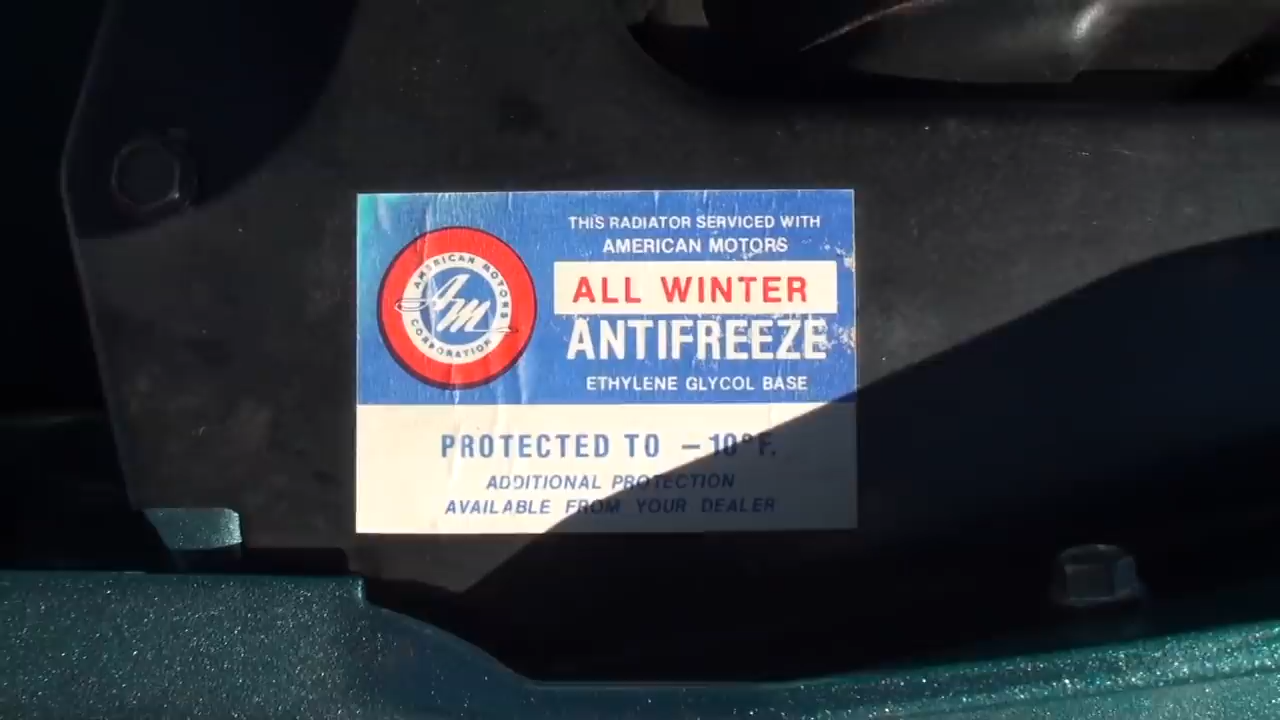 THIS RADIATOR SERVICED WITH
AMERICAN MOTORS
ALL WINTER
ANTIFREEZE
ETHYLENE GLYCOL BASE
AMERICAN MOTORS
AM
CORPORATION
PROTECTED TO –10°F.
ADDITIONAL PROTECTION
AVAILABLE FROM YOUR DEALER